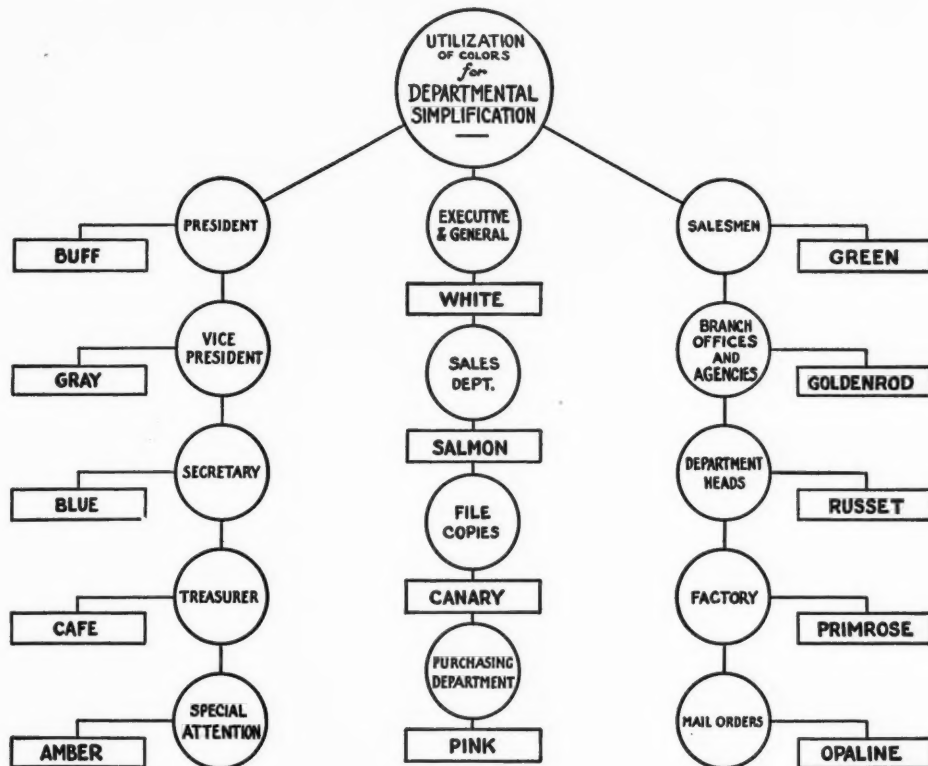 UTILIZATION
OF COLORS
for
DEPARTMENTAL
SIMPLIFICATION
PRESIDENT
BUFF
VICE
PRESIDENT
GRAY
SECRETARY
BLUE
TREASURER
CAFE
SPECIAL
ATTENTION
AMBER
EXECUTIVE
& GENERAL
WHITE
SALES
DEPT.
SALMON
FILE
COPIES
CANARY
PURCHASING
DEPARTMENT
PINK
SALESMEN
GREEN
BRANCH
OFFICES
AND
AGENCIES
GOLDENROD
DEPARTMENT
HEADS
RUSSET
FACTORY
PRIMROSE
MAIL ORDERS
OPALINE